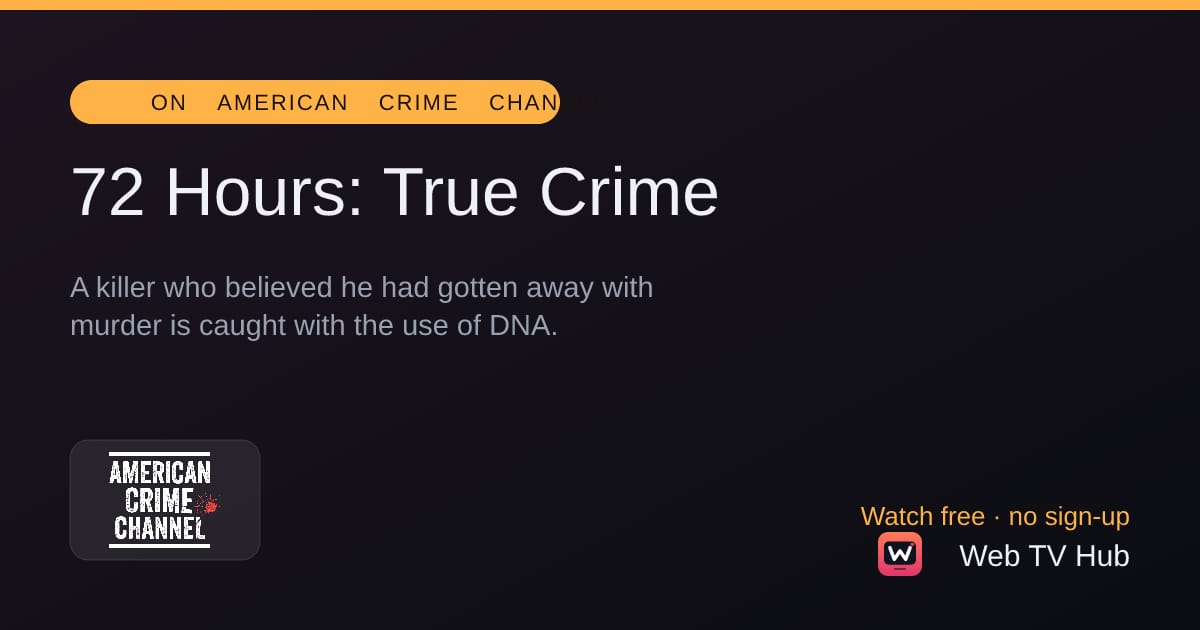 ON AMERICAN CRIME CHANNEL
72 Hours: True Crime
A killer who believed he had gotten away with
murder is caught with the use of DNA.
AMERICAN
CRIME
CHANNEL
Watch free · no sign-up
W
Web TV Hub